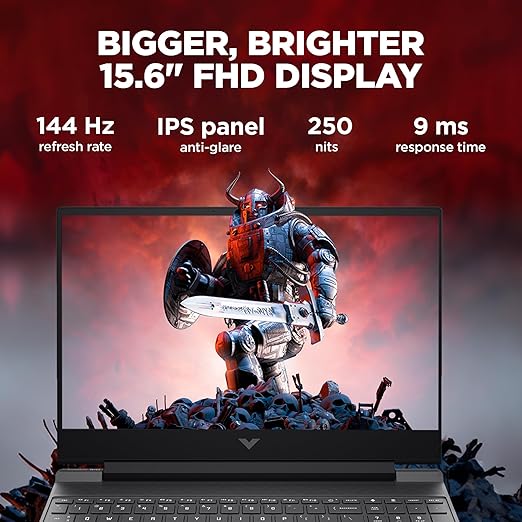 BIGGER, BRIGHTER
15.6" FHD DISPLAY
144 Hz
refresh rate
IPS panel
anti-glare
250
nits
9 ms
response time